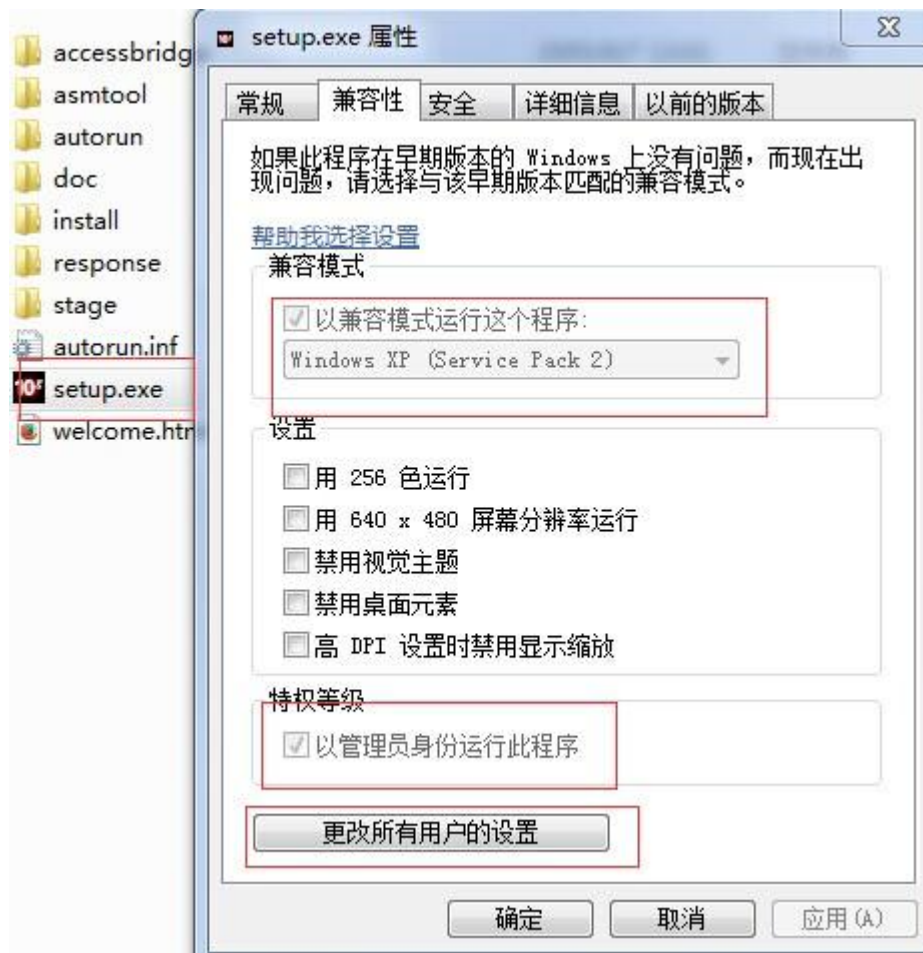 accessbridg
asmtool
autorun
doc
install
response
stage
autorun.inf
setup.exe
welcome.htm
setup.exe 属性
常规
兼容性
安全
详细信息
以前的版本
如果此程序在早期版本的 Windows 上没有问题，而现在出
现问题，请选择与该早期版本匹配的兼容模式。
帮助我选择设置
兼容模式
以兼容模式运行这个程序:
Windows XP (Service Pack 2)
设置
用 256 色运行
用 640 x 480 屏幕分辨率运行
禁用视觉主题
禁用桌面元素
高 DPI 设置时禁用显示缩放
特权等级
以管理员身份运行此程序
更改所有用户的设置
确定
取消
应用(A)